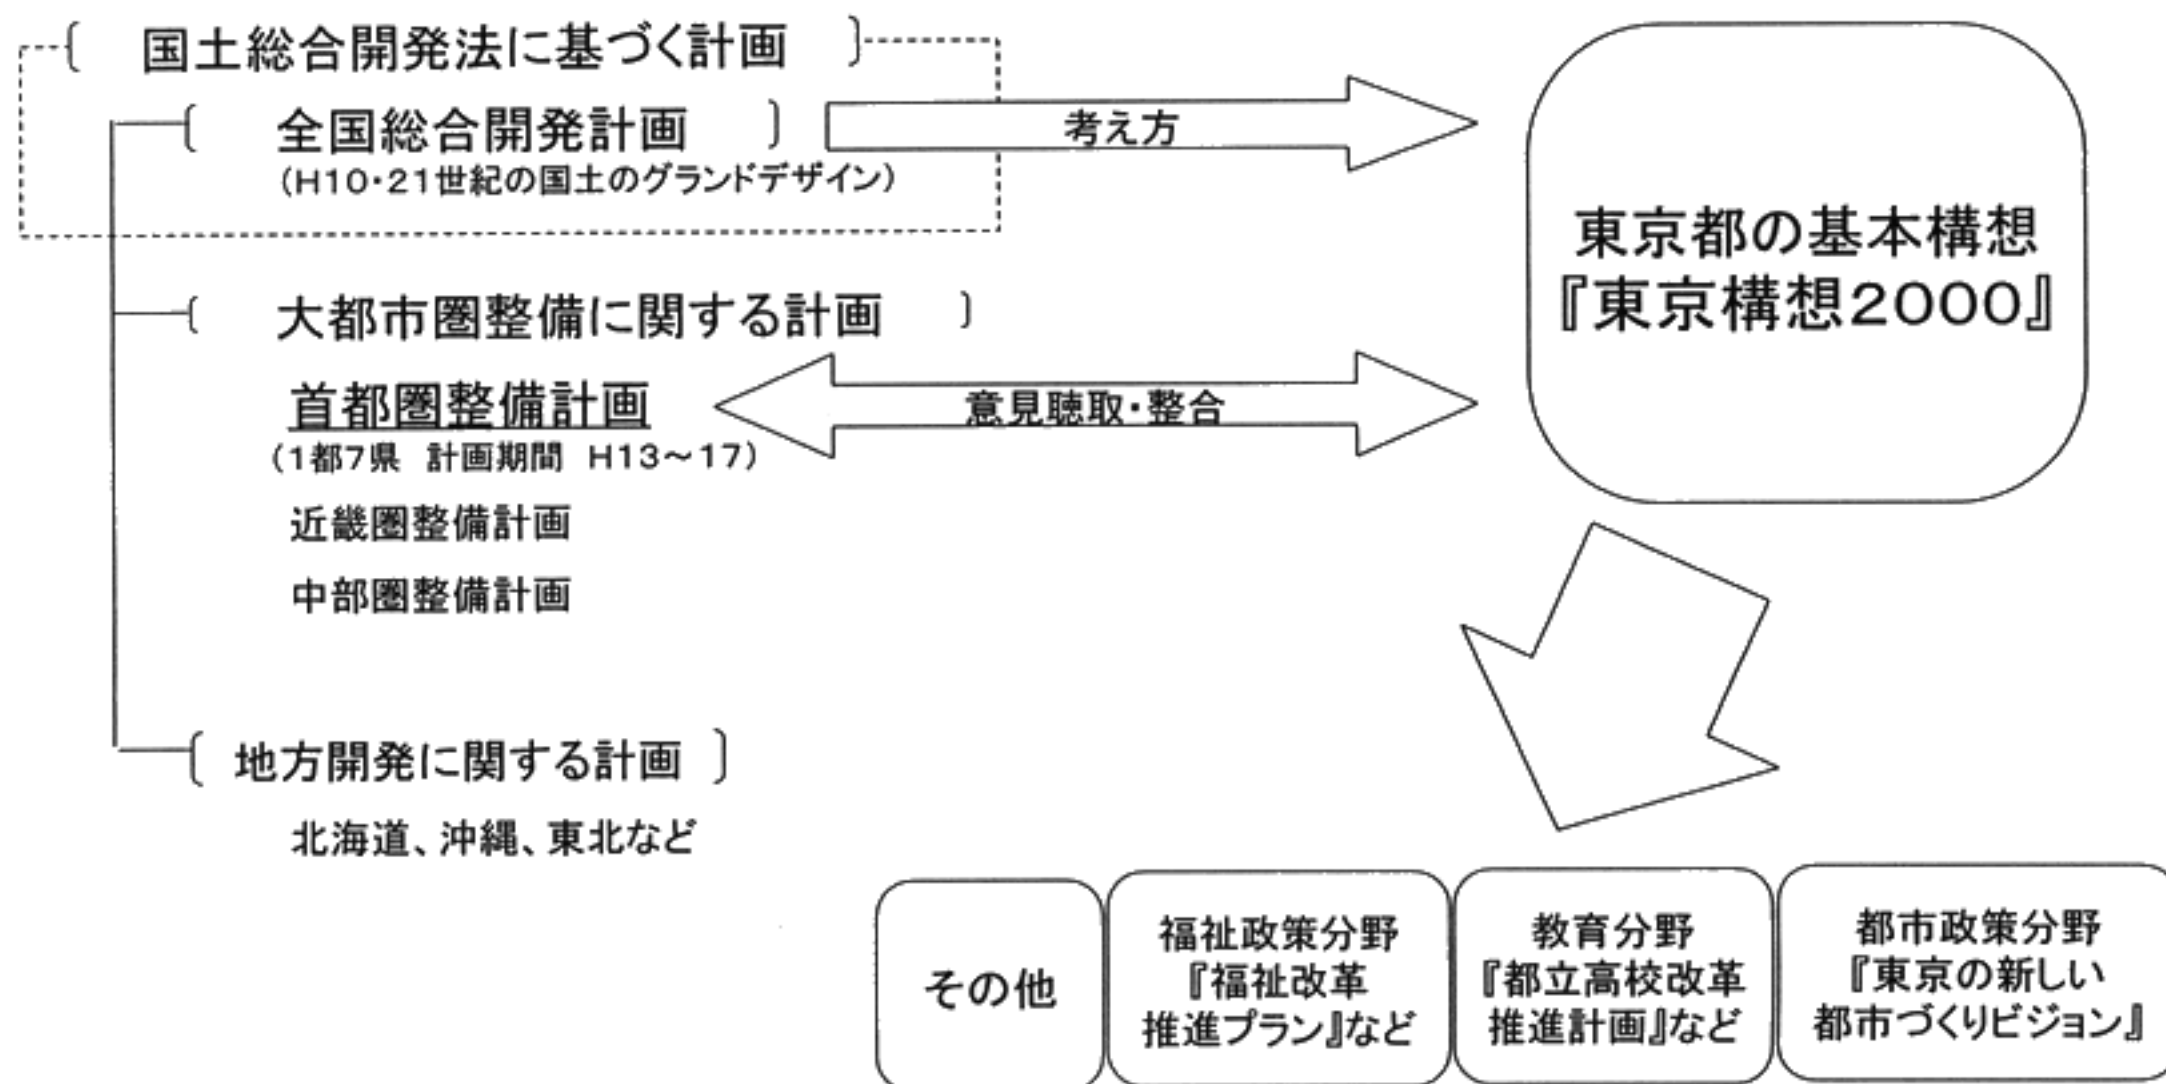 〔 国土総合開発法に基づく計画 〕
〔 全国総合開発計画 〕
(H10・21世紀の国土のグランドデザイン)
考え方
〔 大都市圏整備に関する計画 〕
首都圏整備計画
(1都7県 計画期間 H13～17)
意見聴取・整合
近畿圏整備計画
中部圏整備計画
〔 地方開発に関する計画 〕
北海道、沖縄、東北など
東京都の基本構想
『東京構想2000』
その他
福祉政策分野
『福祉改革
推進プラン』など
教育分野
『都立高校改革
推進計画』など
都市政策分野
『東京の新しい
都市づくりビジョン』